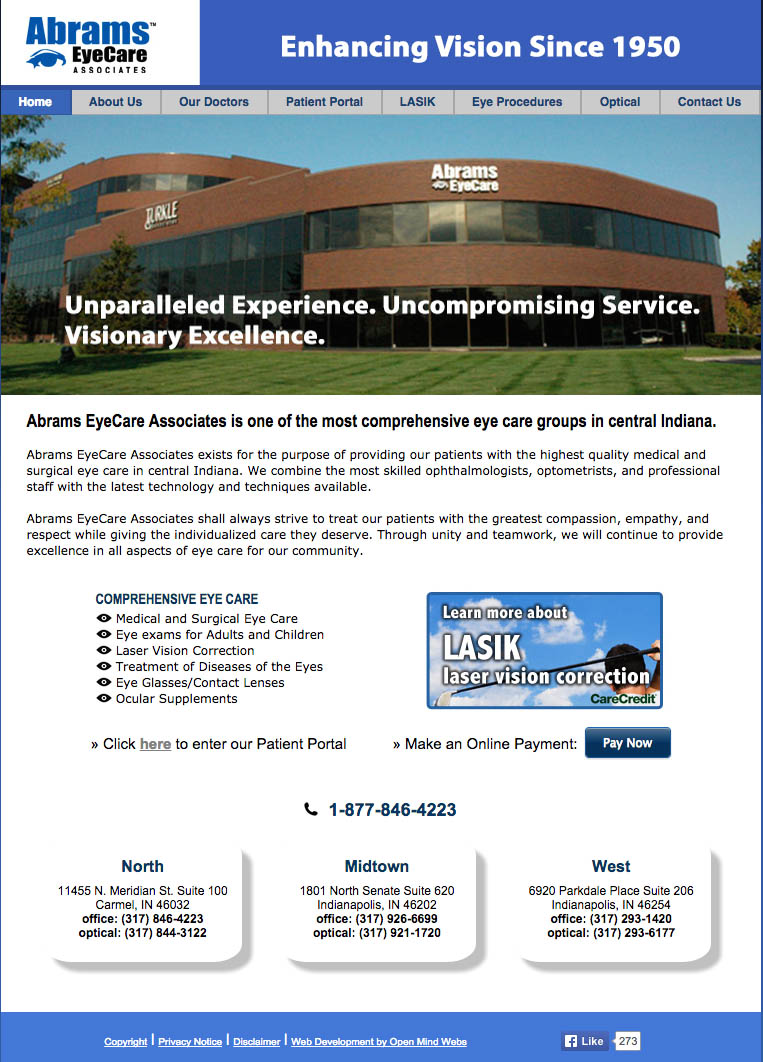 Abrams™
EyeCare
ASSOCIATES
Enhancing Vision Since 1950
Home About Us Our Doctors Patient Portal LASIK Eye Procedures Optical Contact Us
Abrams
EyeCare
TURKLE
& Associates
Unparalleled Experience. Uncompromising Service.
Visionary Excellence.
Abrams EyeCare Associates is one of the most comprehensive eye care groups in central Indiana.
Abrams EyeCare Associates exists for the purpose of providing our patients with the highest quality medical and
surgical eye care in central Indiana. We combine the most skilled ophthalmologists, optometrists, and professional
staff with the latest technology and techniques available.
Abrams EyeCare Associates shall always strive to treat our patients with the greatest compassion, empathy, and
respect while giving the individualized care they deserve. Through unity and teamwork, we will continue to provide
excellence in all aspects of eye care for our community.
COMPREHENSIVE EYE CARE
Medical and Surgical Eye Care
Eye exams for Adults and Children
Laser Vision Correction
Treatment of Diseases of the Eyes
Eye Glasses/Contact Lenses
Ocular Supplements
Learn more about
LASIK
laser vision correction
CareCredit
» Click here to enter our Patient Portal
» Make an Online Payment: Pay Now
1-877-846-4223
North
11455 N. Meridian St. Suite 100
Carmel, IN 46032
office: (317) 846-4223
optical: (317) 844-3122
Midtown
1801 North Senate Suite 620
Indianapolis, IN 46202
office: (317) 926-6699
optical: (317) 921-1720
West
6920 Parkdale Place Suite 206
Indianapolis, IN 46254
office: (317) 293-1420
optical: (317) 293-6177
Copyright | Privacy Notice | Disclaimer | Web Development by Open Mind Webs
f Like 273